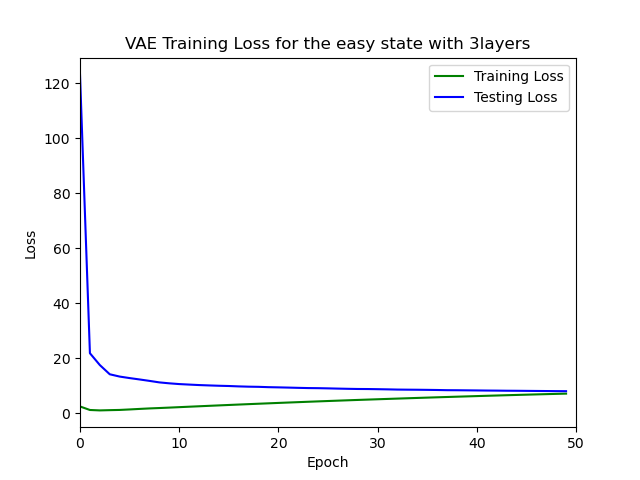 VAE Training Loss for the easy state with 3layers
Training Loss
Testing Loss
120
100
80
60
40
20
0
Loss
0 10 20 30 40 50
Epoch